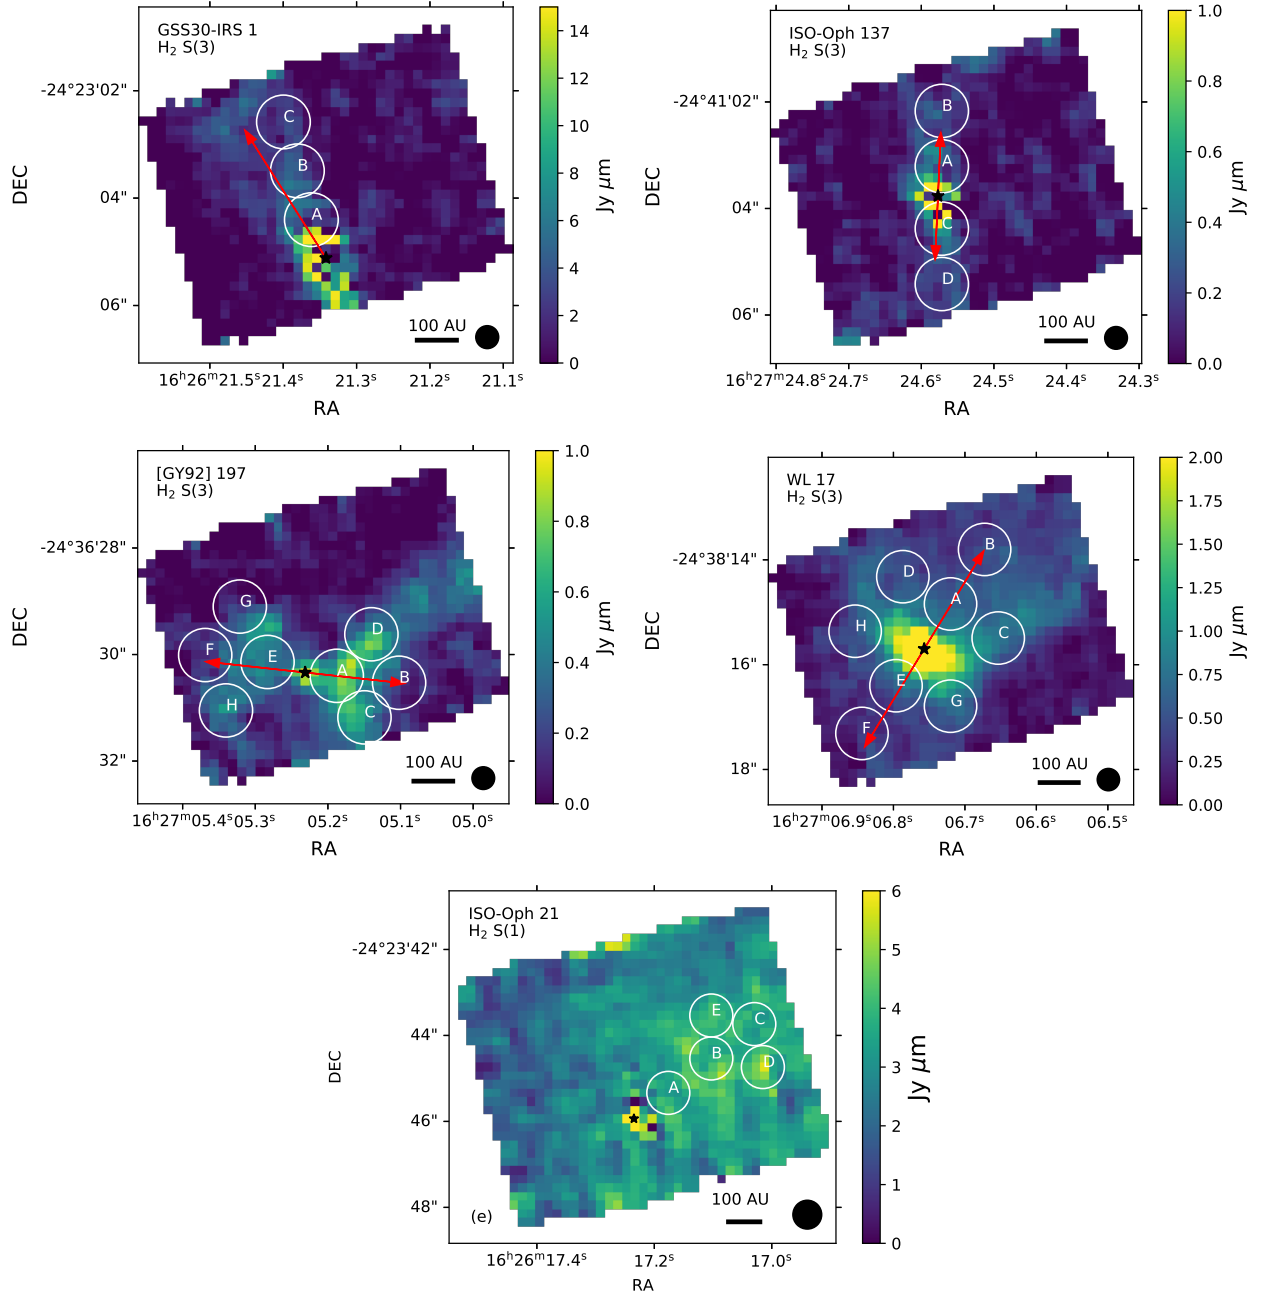 GSS30-IRS 1
H₂ S(3)
C
B
A
100 AU
-24°23'02"
04"
06"
DEC
16ʰ26ᵐ21.5ˢ
21.4ˢ
21.3ˢ
21.2ˢ
21.1ˢ
RA
14
12
10
8
6
4
2
0
Jy μm
ISO-Oph 137
H₂ S(3)
B
A
C
D
100 AU
-24°41'02"
04"
06"
DEC
16ʰ27ᵐ24.8ˢ
24.7ˢ
24.6ˢ
24.5ˢ
24.4ˢ
24.3ˢ
RA
1.0
0.8
0.6
0.4
0.2
0.0
Jy μm
[GY92] 197
H₂ S(3)
G
D
F
E
A
B
H
C
100 AU
-24°36'28"
30"
32"
DEC
16ʰ27ᵐ05.4ˢ
05.3ˢ
05.2ˢ
05.1ˢ
05.0ˢ
RA
1.0
0.8
0.6
0.4
0.2
0.0
Jy μm
WL 17
H₂ S(3)
B
D
A
H
C
E
G
F
100 AU
-24°38'14"
16"
18"
DEC
16ʰ27ᵐ06.9ˢ
06.8ˢ
06.7ˢ
06.6ˢ
06.5ˢ
RA
2.00
1.75
1.50
1.25
1.00
0.75
0.50
0.25
0.00
Jy μm
ISO-Oph 21
H₂ S(1)
E
C
B
D
A
(e)
100 AU
-24°23'42"
44"
46"
48"
DEC
16ʰ26ᵐ17.4ˢ
17.2ˢ
17.0ˢ
RA
6
5
4
3
2
1
0
Jy μm